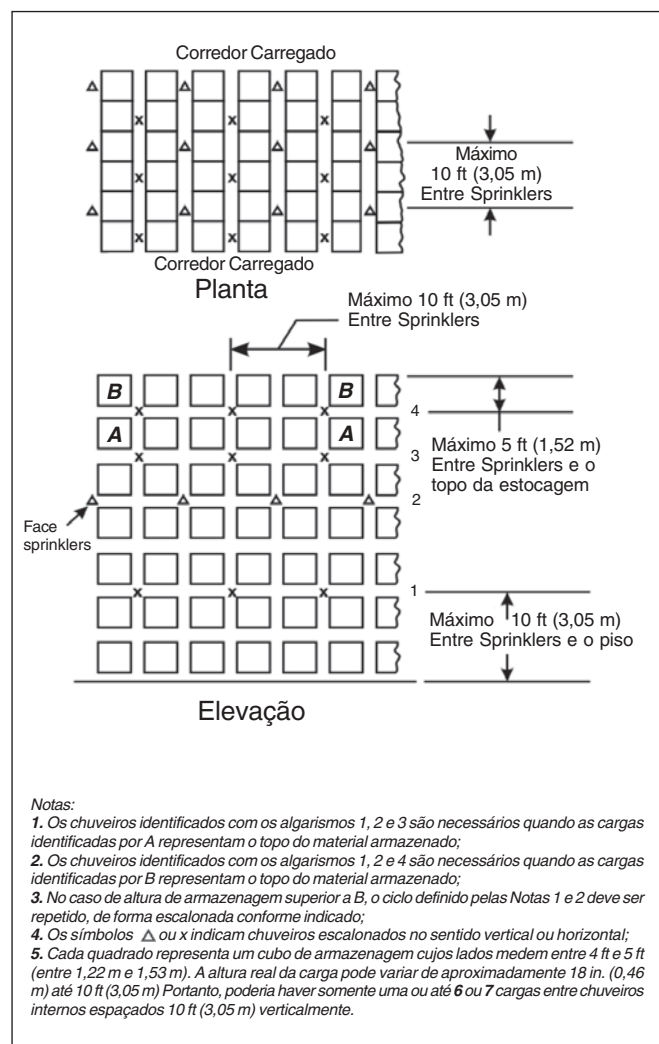 Corredor Carregado
Máximo
10 ft (3,05 m)
Entre Sprinklers
Corredor Carregado
Planta
Máximo 10 ft (3,05 m)
Entre Sprinklers
B
B
4
A
A
Máximo 5 ft (1,52 m)
Entre Sprinklers e o
topo da estocagem
3
2
Face
sprinklers
1
Máximo 10 ft (3,05 m)
Entre Sprinklers e o piso
Elevação
Notas:
1. Os chuveiros identificados com os algarismos 1, 2 e 3 são necessários quando as cargas
identificadas por A representam o topo do material armazenado;
2. Os chuveiros identificados com os algarismos 1, 2 e 4 são necessários quando as cargas
identificadas por B representam o topo do material armazenado;
3. No caso de altura de armazenagem superior a B, o ciclo definido pelas Notas 1 e 2 deve ser
repetido, de forma escalonada conforme indicado;
4. Os símbolos △ ou x indicam chuveiros escalonados no sentido vertical ou horizontal;
5. Cada quadrado representa um cubo de armazenagem cujos lados medem entre 4 ft e 5 ft
(entre 1,22 m e 1,53 m). A altura real da carga pode variar de aproximadamente 18 in. (0,46
m) até 10 ft (3,05 m) Portanto, poderia haver somente uma ou até 6 ou 7 cargas entre chuveiros
internos espaçados 10 ft (3,05 m) verticalmente.